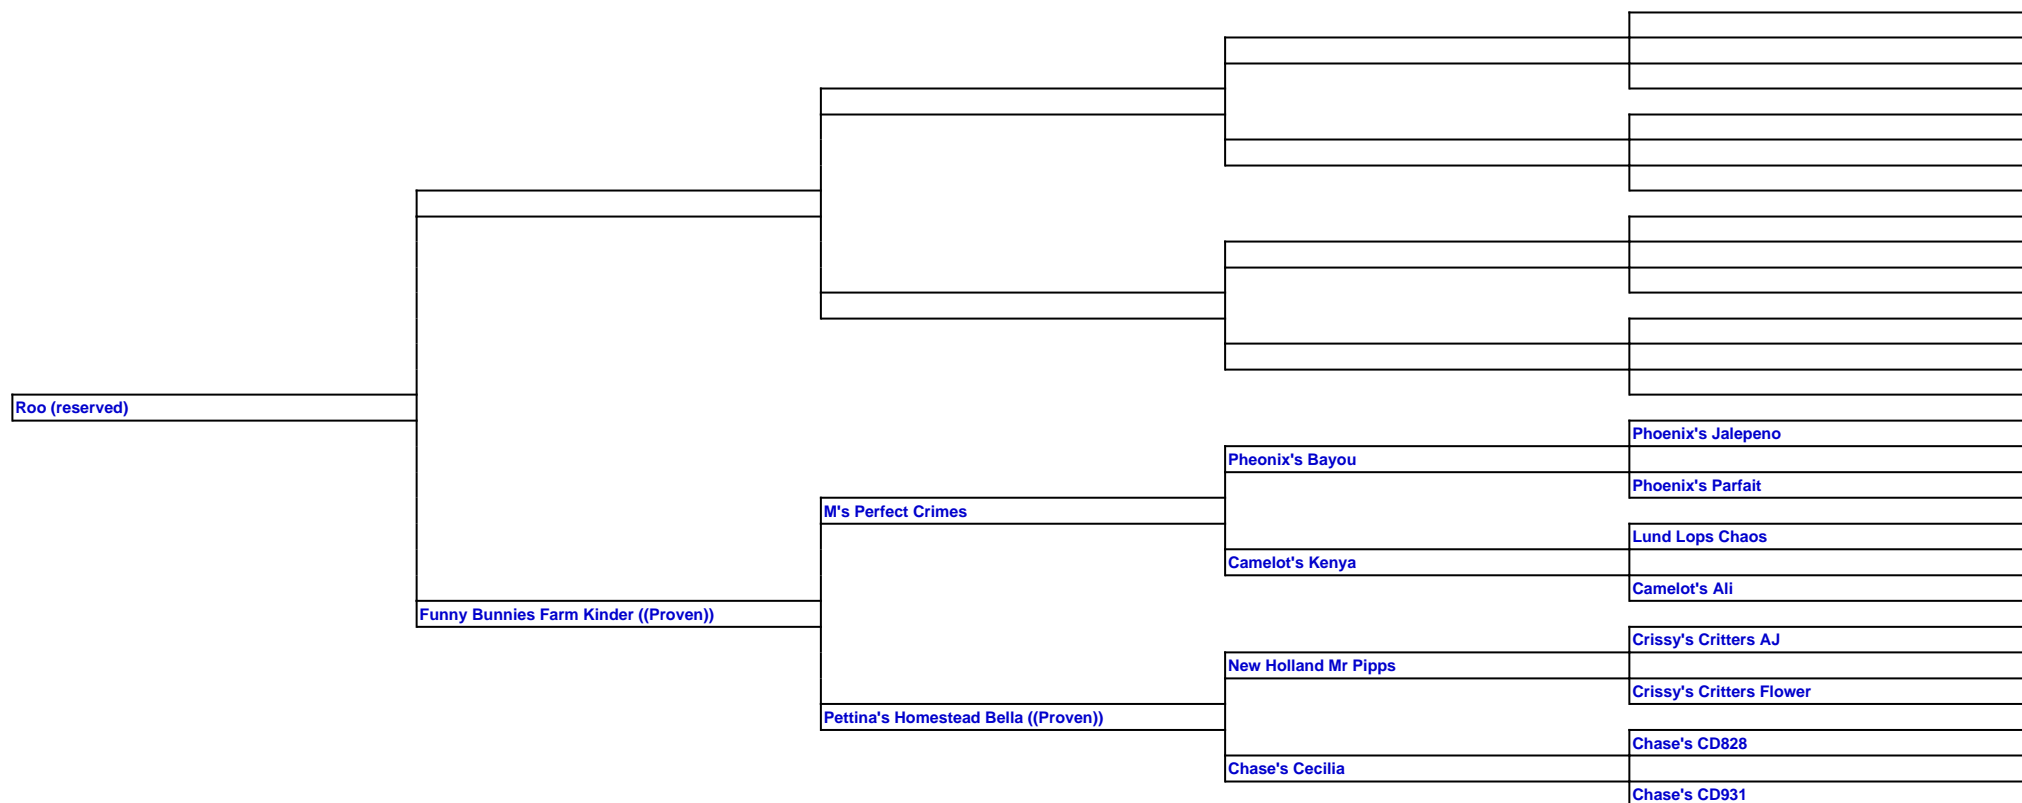 Roo (reserved)
Funny Bunnies Farm Kinder ((Proven))
M's Perfect Crimes
Pettina's Homestead Bella ((Proven))
Pheonix's Bayou
Camelot's Kenya
New Holland Mr Pipps
Chase's Cecilia
Phoenix's Jalepeno
Phoenix's Parfait
Lund Lops Chaos
Camelot's Ali
Crissy's Critters AJ
Crissy's Critters Flower
Chase's CD828
Chase's CD931